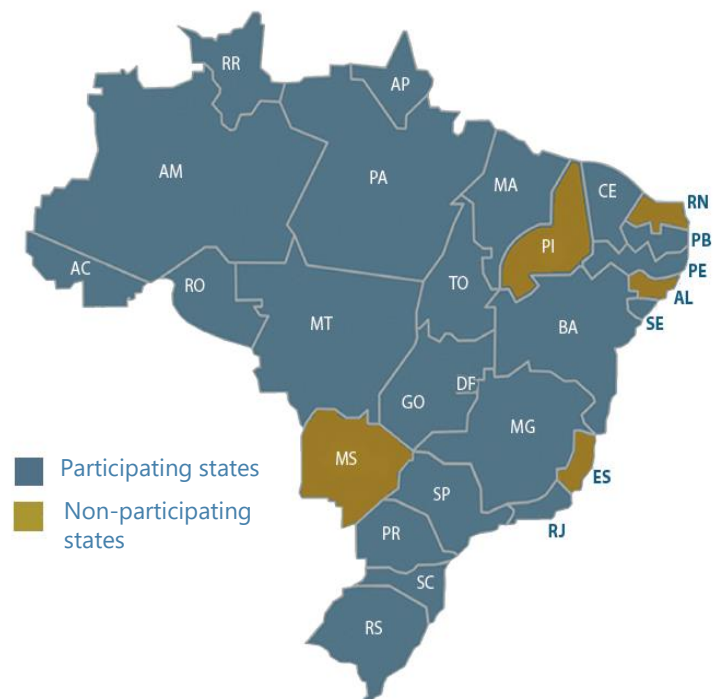 RR
AP
AM
PA
MA
CE
RN
PI
PB
AC
RO
TO
PE
AL
MT
BA
SE
DF
GO
MG
MS
Participating states
ES
Non-participating
states
SP
RJ
PR
SC
RS